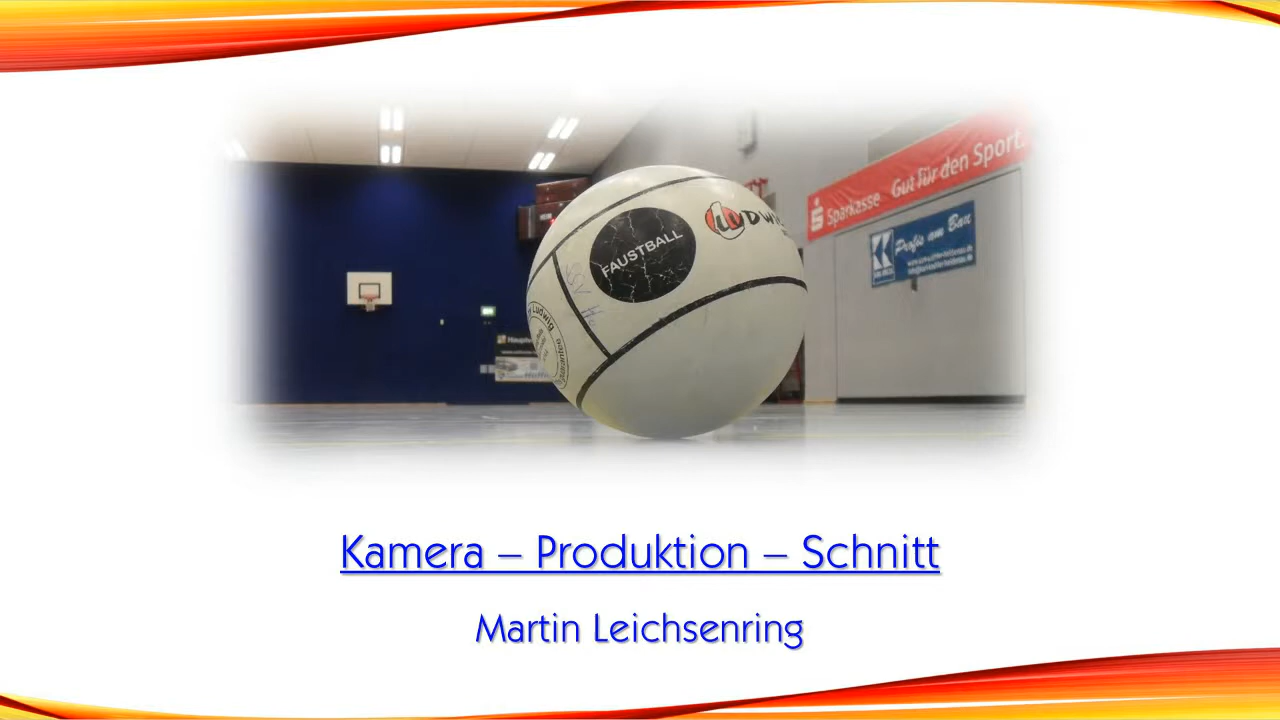 Gut für den Sport.
Sparkasse
Profis am Bau
FAUSTBALL
Ludwig
Kamera – Produktion – Schnitt
Martin Leichsenring